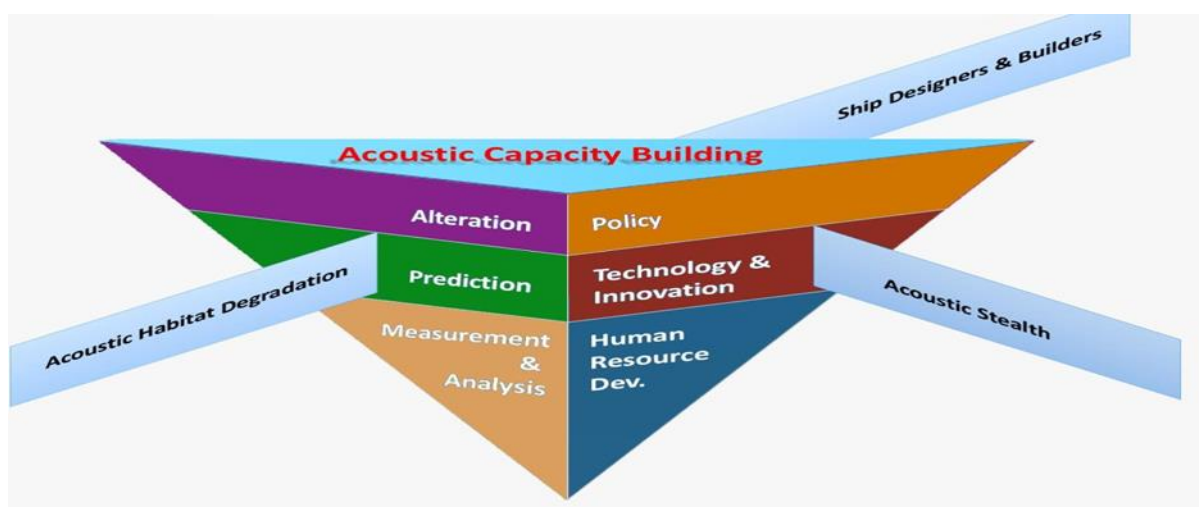 Ship Designers & Builders
Acoustic Capacity Building
Alteration
Policy
Prediction
Technology &
Innovation
Acoustic Habitat Degradation
Acoustic Stealth
Measurement
&
Analysis
Human
Resource
Dev.